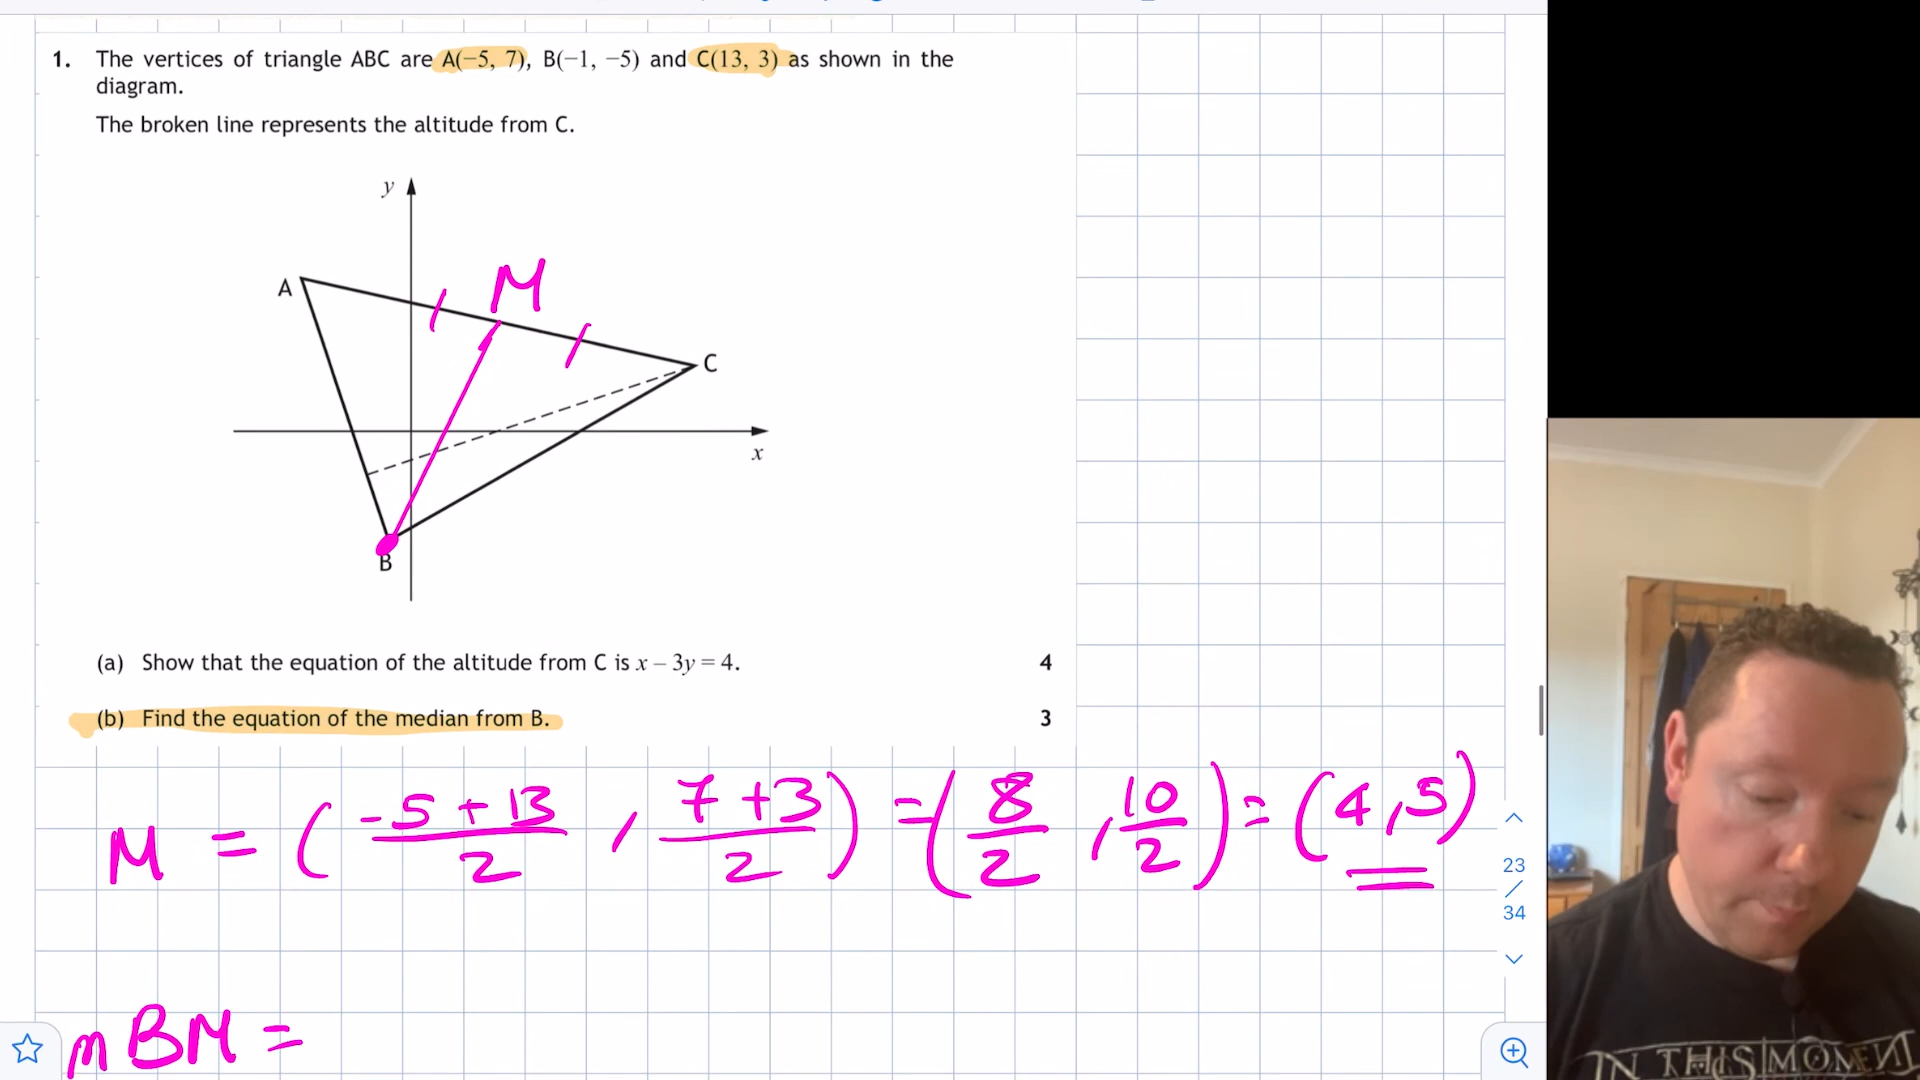 1. The vertices of triangle ABC are A(−5, 7), B(−1, −5) and C(13, 3) as shown in the
diagram.
The broken line represents the altitude from C.
y
M
A
C
x
B
(a) Show that the equation of the altitude from C is x – 3y = 4. 4
(b) Find the equation of the median from B. 3
M = (-5 + 13 / 2 , 7 + 3 / 2) = (8 / 2 , 10 / 2) = (4,5)
23
/
34
mBM =
IN THIS MOMENT